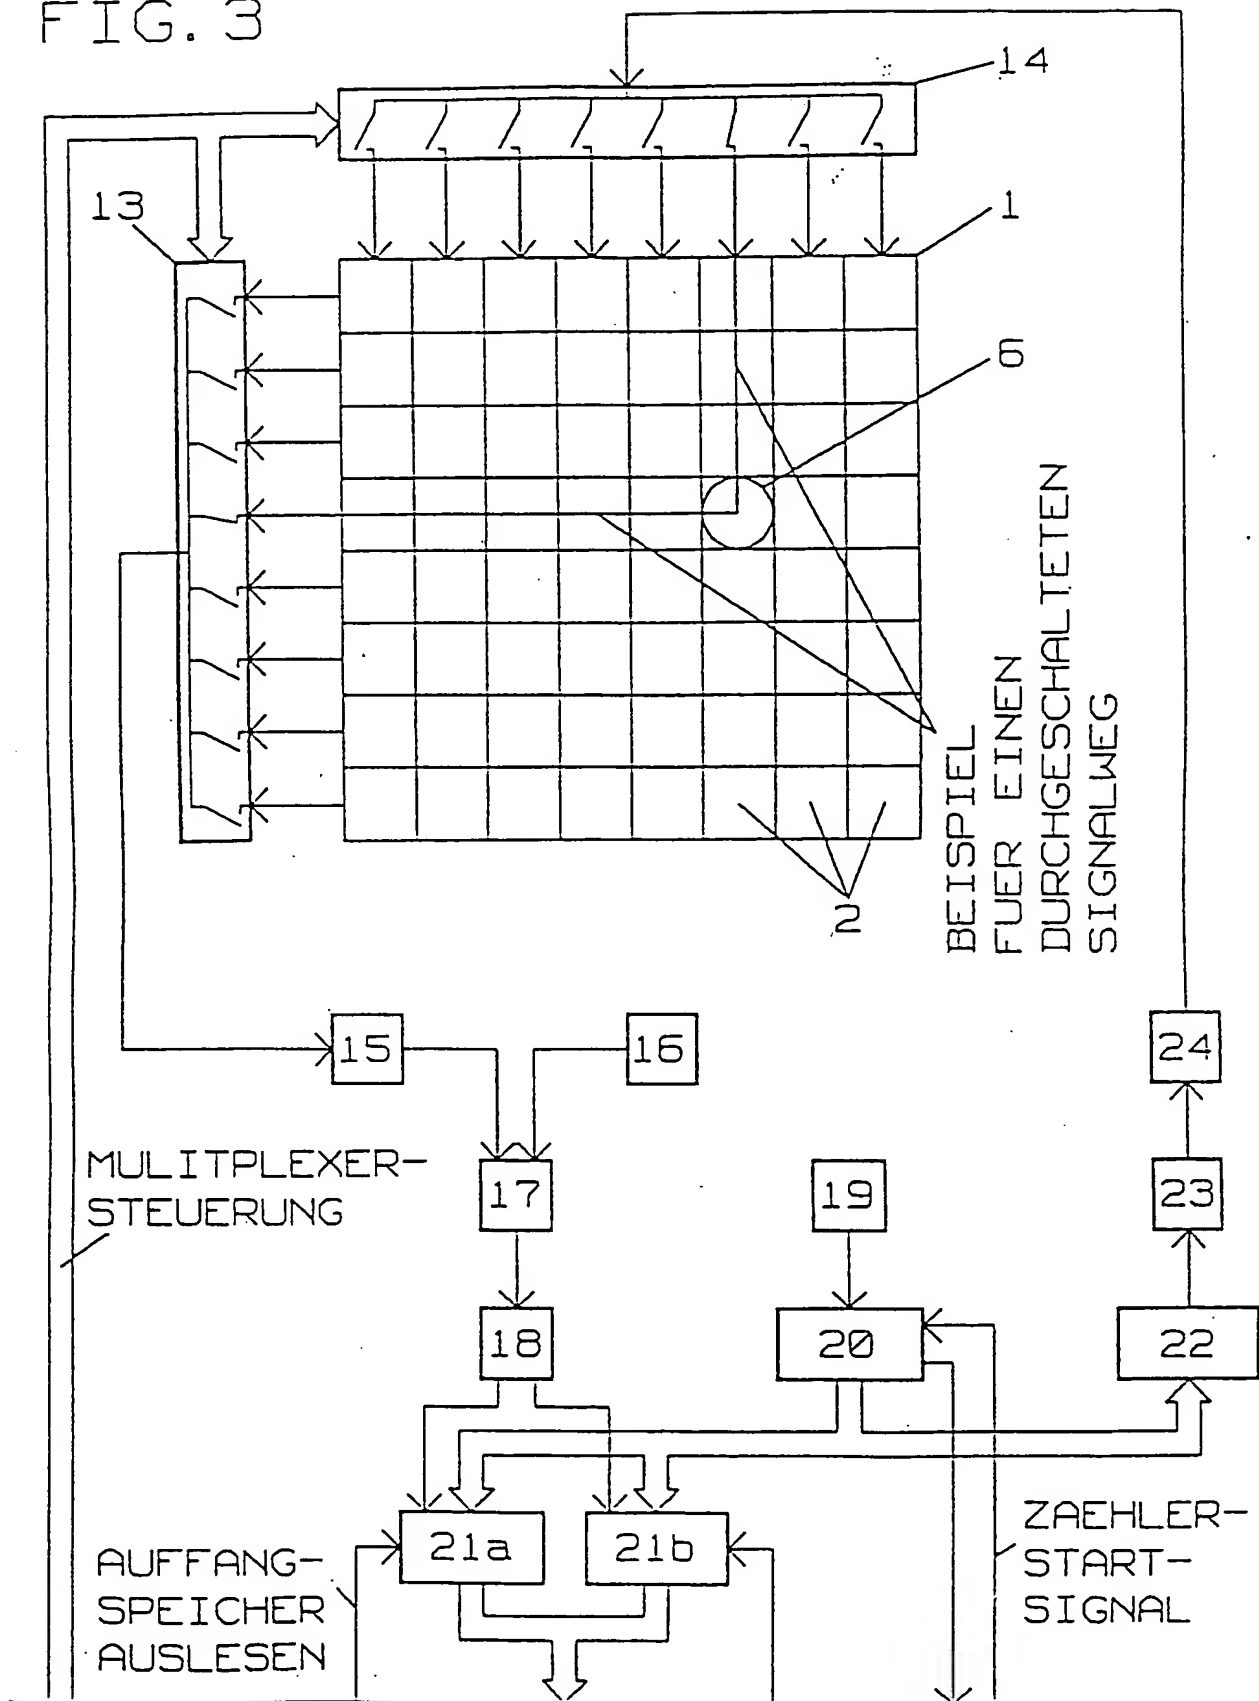 FIG. 3
14
13
1
6
BEISPIEL
FUER EINEN
DURCHGESCHALTETEN
SIGNALWEG
2
15
16
24
MULITPLEXER-
STEUERUNG
17
19
23
18
20
22
21a
21b
ZAEHLER-
START-
SIGNAL
AUFFANG-
SPEICHER
AUSLESEN